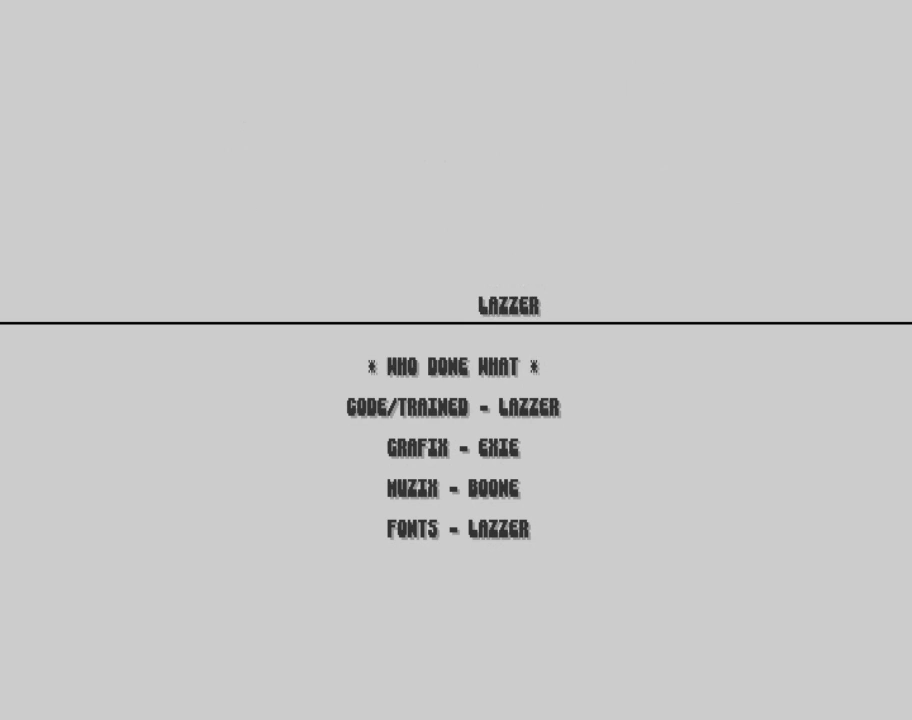 LAZZER
* WHO DONE WHAT *
CODE/TRAINED - LAZZER
GRAFIX - EXIE
MUZIX - BOONE
FONTS - LAZZER